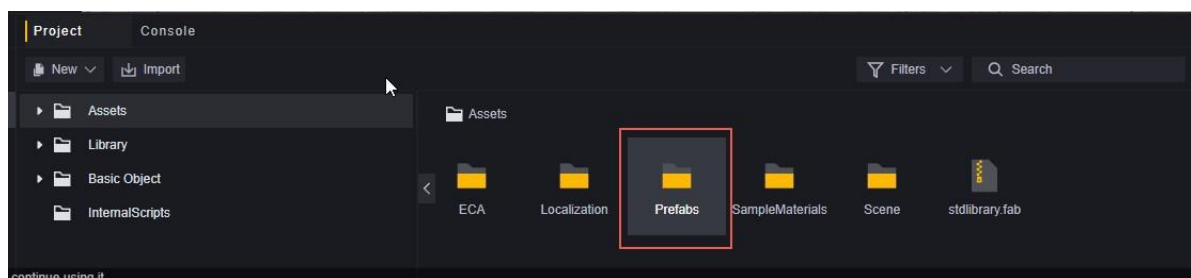 Project Console
New Import Filters Search
Assets
Library
Basic Object
InternalScripts
Assets
ECA Localization Prefabs SampleMaterials Scene stdlibrary.fab
continue using it